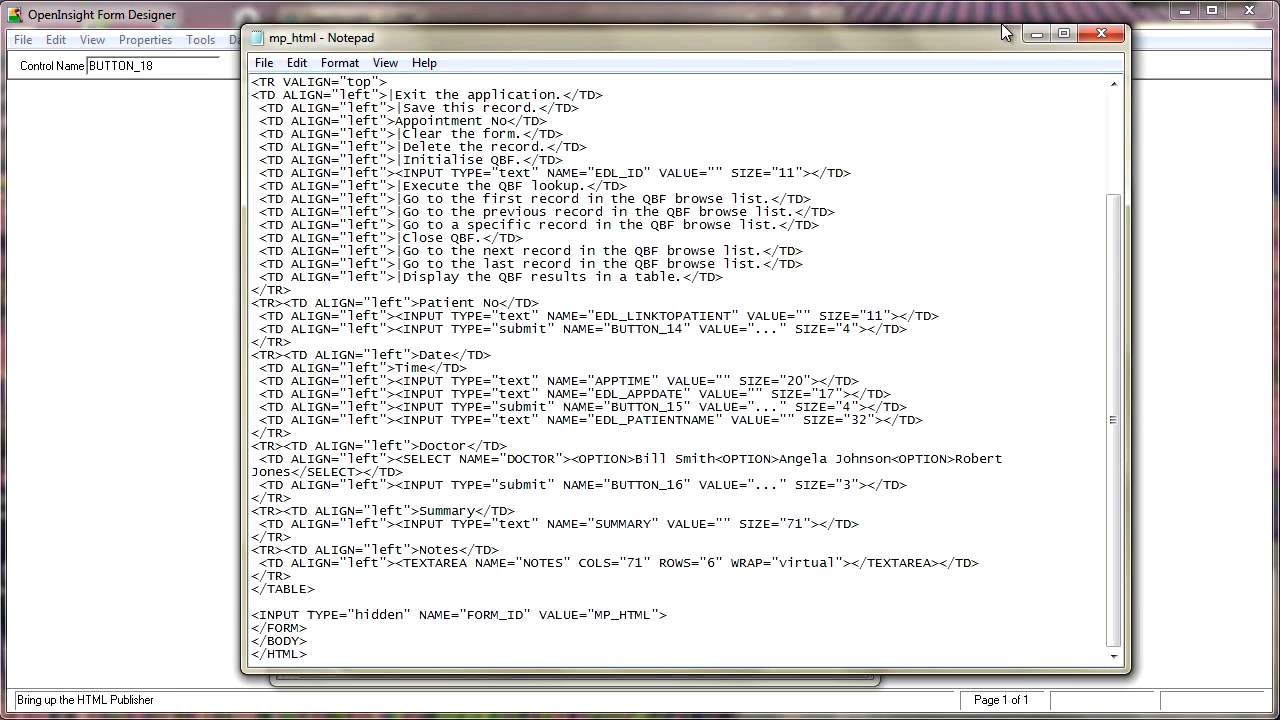 OpenInsight Form Designer
File Edit View Properties Tools
Control Name BUTTON_18
mp_html - Notepad
File Edit Format View Help
<TR VALIGN="top">
<TD ALIGN="left">|Exit the application.</TD>
<TD ALIGN="left">|Save this record.</TD>
<TD ALIGN="left">Appointment No</TD>
<TD ALIGN="left">|Clear the form.</TD>
<TD ALIGN="left">|Delete the record.</TD>
<TD ALIGN="left">|Initialise QBF.</TD>
<TD ALIGN="left"><INPUT TYPE="text" NAME="EDL_ID" VALUE="" SIZE="11"></TD>
<TD ALIGN="left">|Execute the QBF lookup.</TD>
<TD ALIGN="left">|Go to the first record in the QBF browse list.</TD>
<TD ALIGN="left">|Go to the previous record in the QBF browse list.</TD>
<TD ALIGN="left">|Go to a specific record in the QBF browse list.</TD>
<TD ALIGN="left">|Close QBF.</TD>
<TD ALIGN="left">|Go to the next record in the QBF browse list.</TD>
<TD ALIGN="left">|Go to the last record in the QBF browse list.</TD>
<TD ALIGN="left">|Display the QBF results in a table.</TD>
</TR>
<TR><TD ALIGN="left">Patient No</TD>
<TD ALIGN="left"><INPUT TYPE="text" NAME="EDL_LINKTOPATIENT" VALUE="" SIZE="11"></TD>
<TD ALIGN="left"><INPUT TYPE="submit" NAME="BUTTON_14" VALUE="..." SIZE="4"></TD>
</TR>
<TR><TD ALIGN="left">Date</TD>
<TD ALIGN="left">Time</TD>
<TD ALIGN="left"><INPUT TYPE="text" NAME="APPTIME" VALUE="" SIZE="20"></TD>
<TD ALIGN="left"><INPUT TYPE="text" NAME="EDL_APPDATE" VALUE="" SIZE="17"></TD>
<TD ALIGN="left"><INPUT TYPE="submit" NAME="BUTTON_15" VALUE="..." SIZE="4"></TD>
<TD ALIGN="left"><INPUT TYPE="text" NAME="EDL_PATIENTNAME" VALUE="" SIZE="32"></TD>
</TR>
<TR><TD ALIGN="left">Doctor</TD>
<TD ALIGN="left"><SELECT NAME="DOCTOR"><OPTION>Bill Smith<OPTION>Angela Johnson<OPTION>Robert
Jones</SELECT></TD>
<TD ALIGN="left"><INPUT TYPE="submit" NAME="BUTTON_16" VALUE="..." SIZE="3"></TD>
</TR>
<TR><TD ALIGN="left">Summary</TD>
<TD ALIGN="left"><INPUT TYPE="text" NAME="SUMMARY" VALUE="" SIZE="71"></TD>
</TR>
<TR><TD ALIGN="left">Notes</TD>
<TD ALIGN="left"><TEXTAREA NAME="NOTES" COLS="71" ROWS="6" WRAP="virtual"></TEXTAREA></TD>
</TR>
</TABLE>
<INPUT TYPE="hidden" NAME="FORM_ID" VALUE="MP_HTML">
</FORM>
</BODY>
</HTML>
Bring up the HTML Publisher
Page 1 of 1